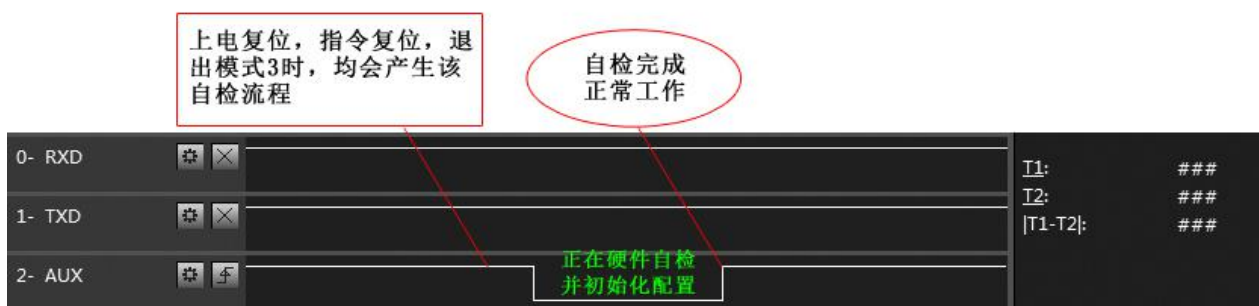 上电复位，指令复位，退
出模式3时，均会产生该
自检流程
自检完成
正常工作
0- RXD
T1: ###
T2: ###
1- TXD
|T1-T2|: ###
2- AUX
正在硬件自检
并初始化配置